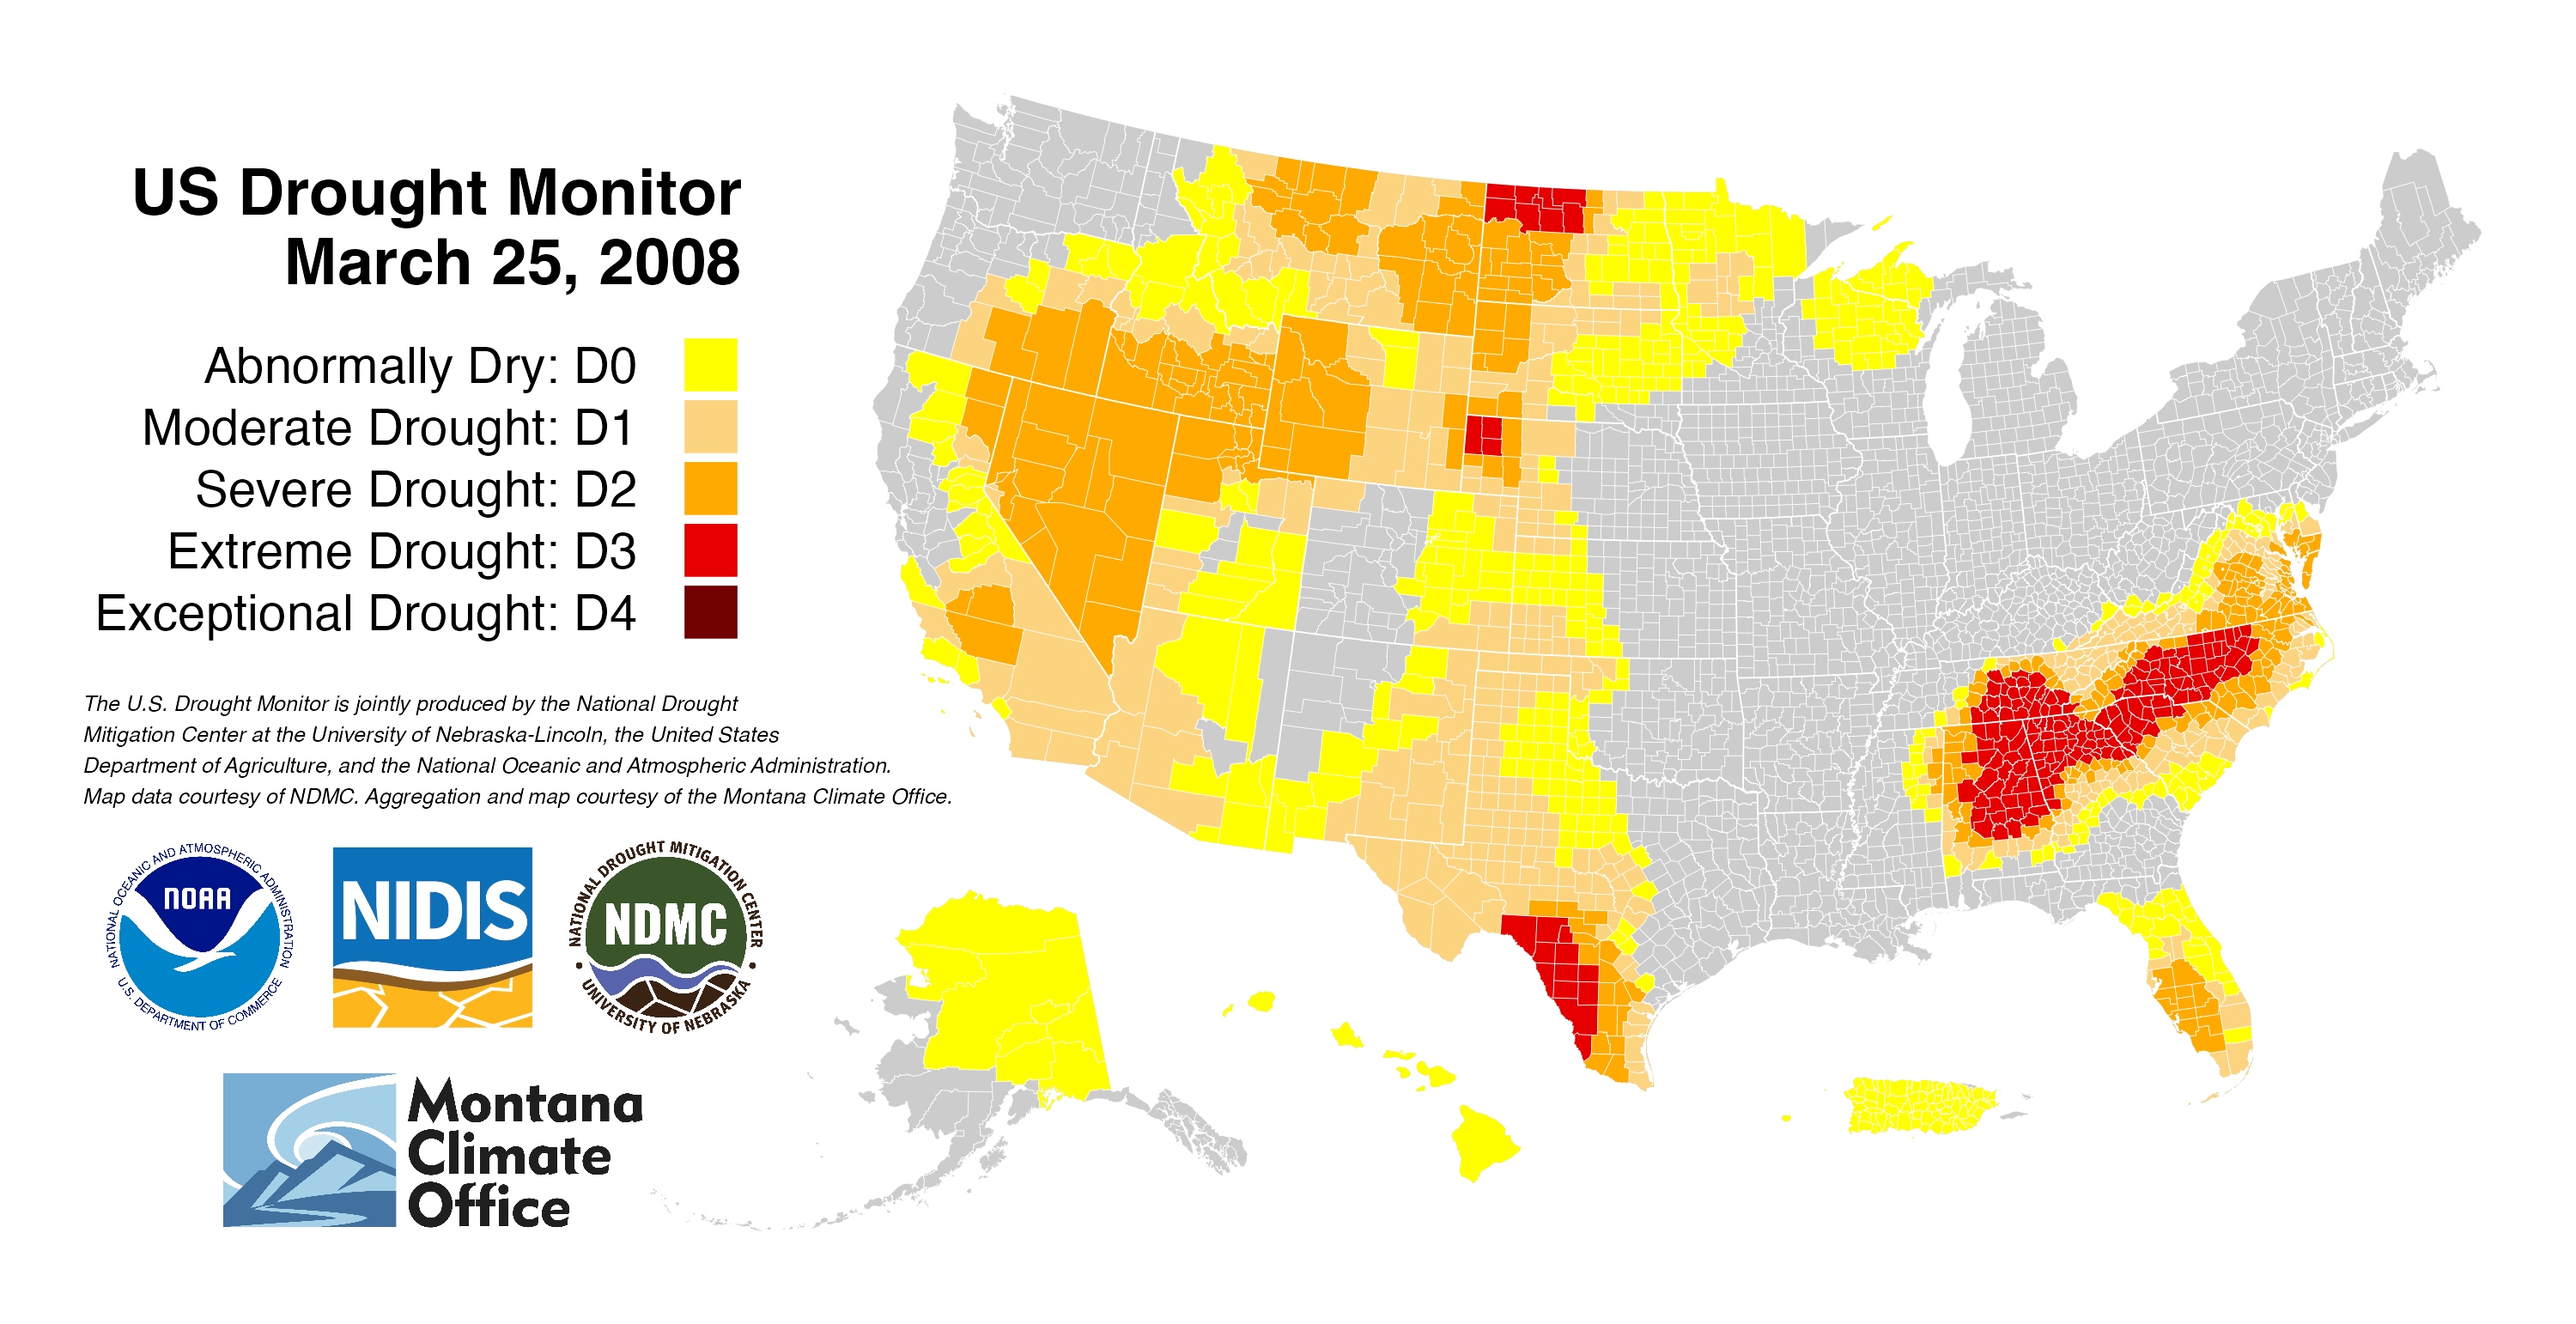 US Drought Monitor
March 25, 2008
Abnormally Dry: D0
Moderate Drought: D1
Severe Drought: D2
Extreme Drought: D3
Exceptional Drought: D4
The U.S. Drought Monitor is jointly produced by the National Drought
Mitigation Center at the University of Nebraska-Lincoln, the United States
Department of Agriculture, and the National Oceanic and Atmospheric Administration.
Map data courtesy of NDMC. Aggregation and map courtesy of the Montana Climate Office.
NATIONAL OCEANIC AND ATMOSPHERIC ADMINISTRATION
NOAA
U.S. DEPARTMENT OF COMMERCE
NIDIS
NATIONAL DROUGHT MITIGATION CENTER
NDMC
UNIVERSITY OF NEBRASKA
Montana
Climate
Office